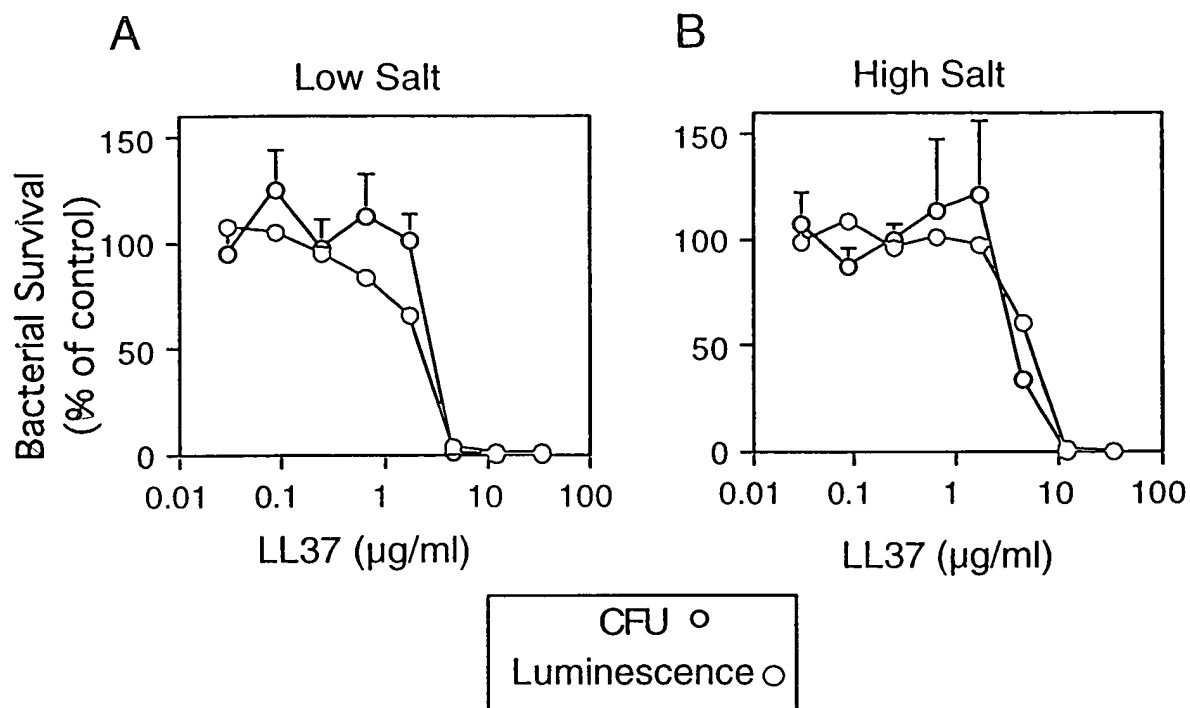 A
Low Salt
150
100
50
0
0.01 0.1 1 10 100
LL37 (µg/ml)
Bacterial Survival
(% of control)
B
High Salt
150
100
50
0
0.01 0.1 1 10 100
LL37 (µg/ml)
CFU
Luminescence